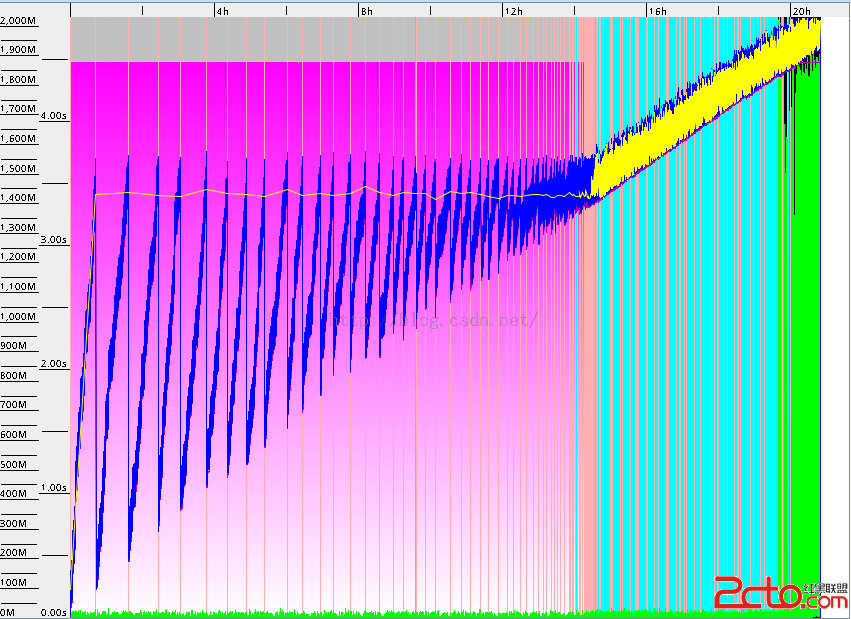 4h 8h 12h 16h 20h
2,000M
1,900M
1,800M
1,700M
1,600M
1,500M
1,400M
1,300M
1,200M
1,100M
1,000M
900M
800M
700M
600M
500M
400M
300M
200M
100M
0M
4.00s
3.00s
2.00s
1.00s
0.00s
http://blog.csdn.net/
2cto.com
红黑联盟